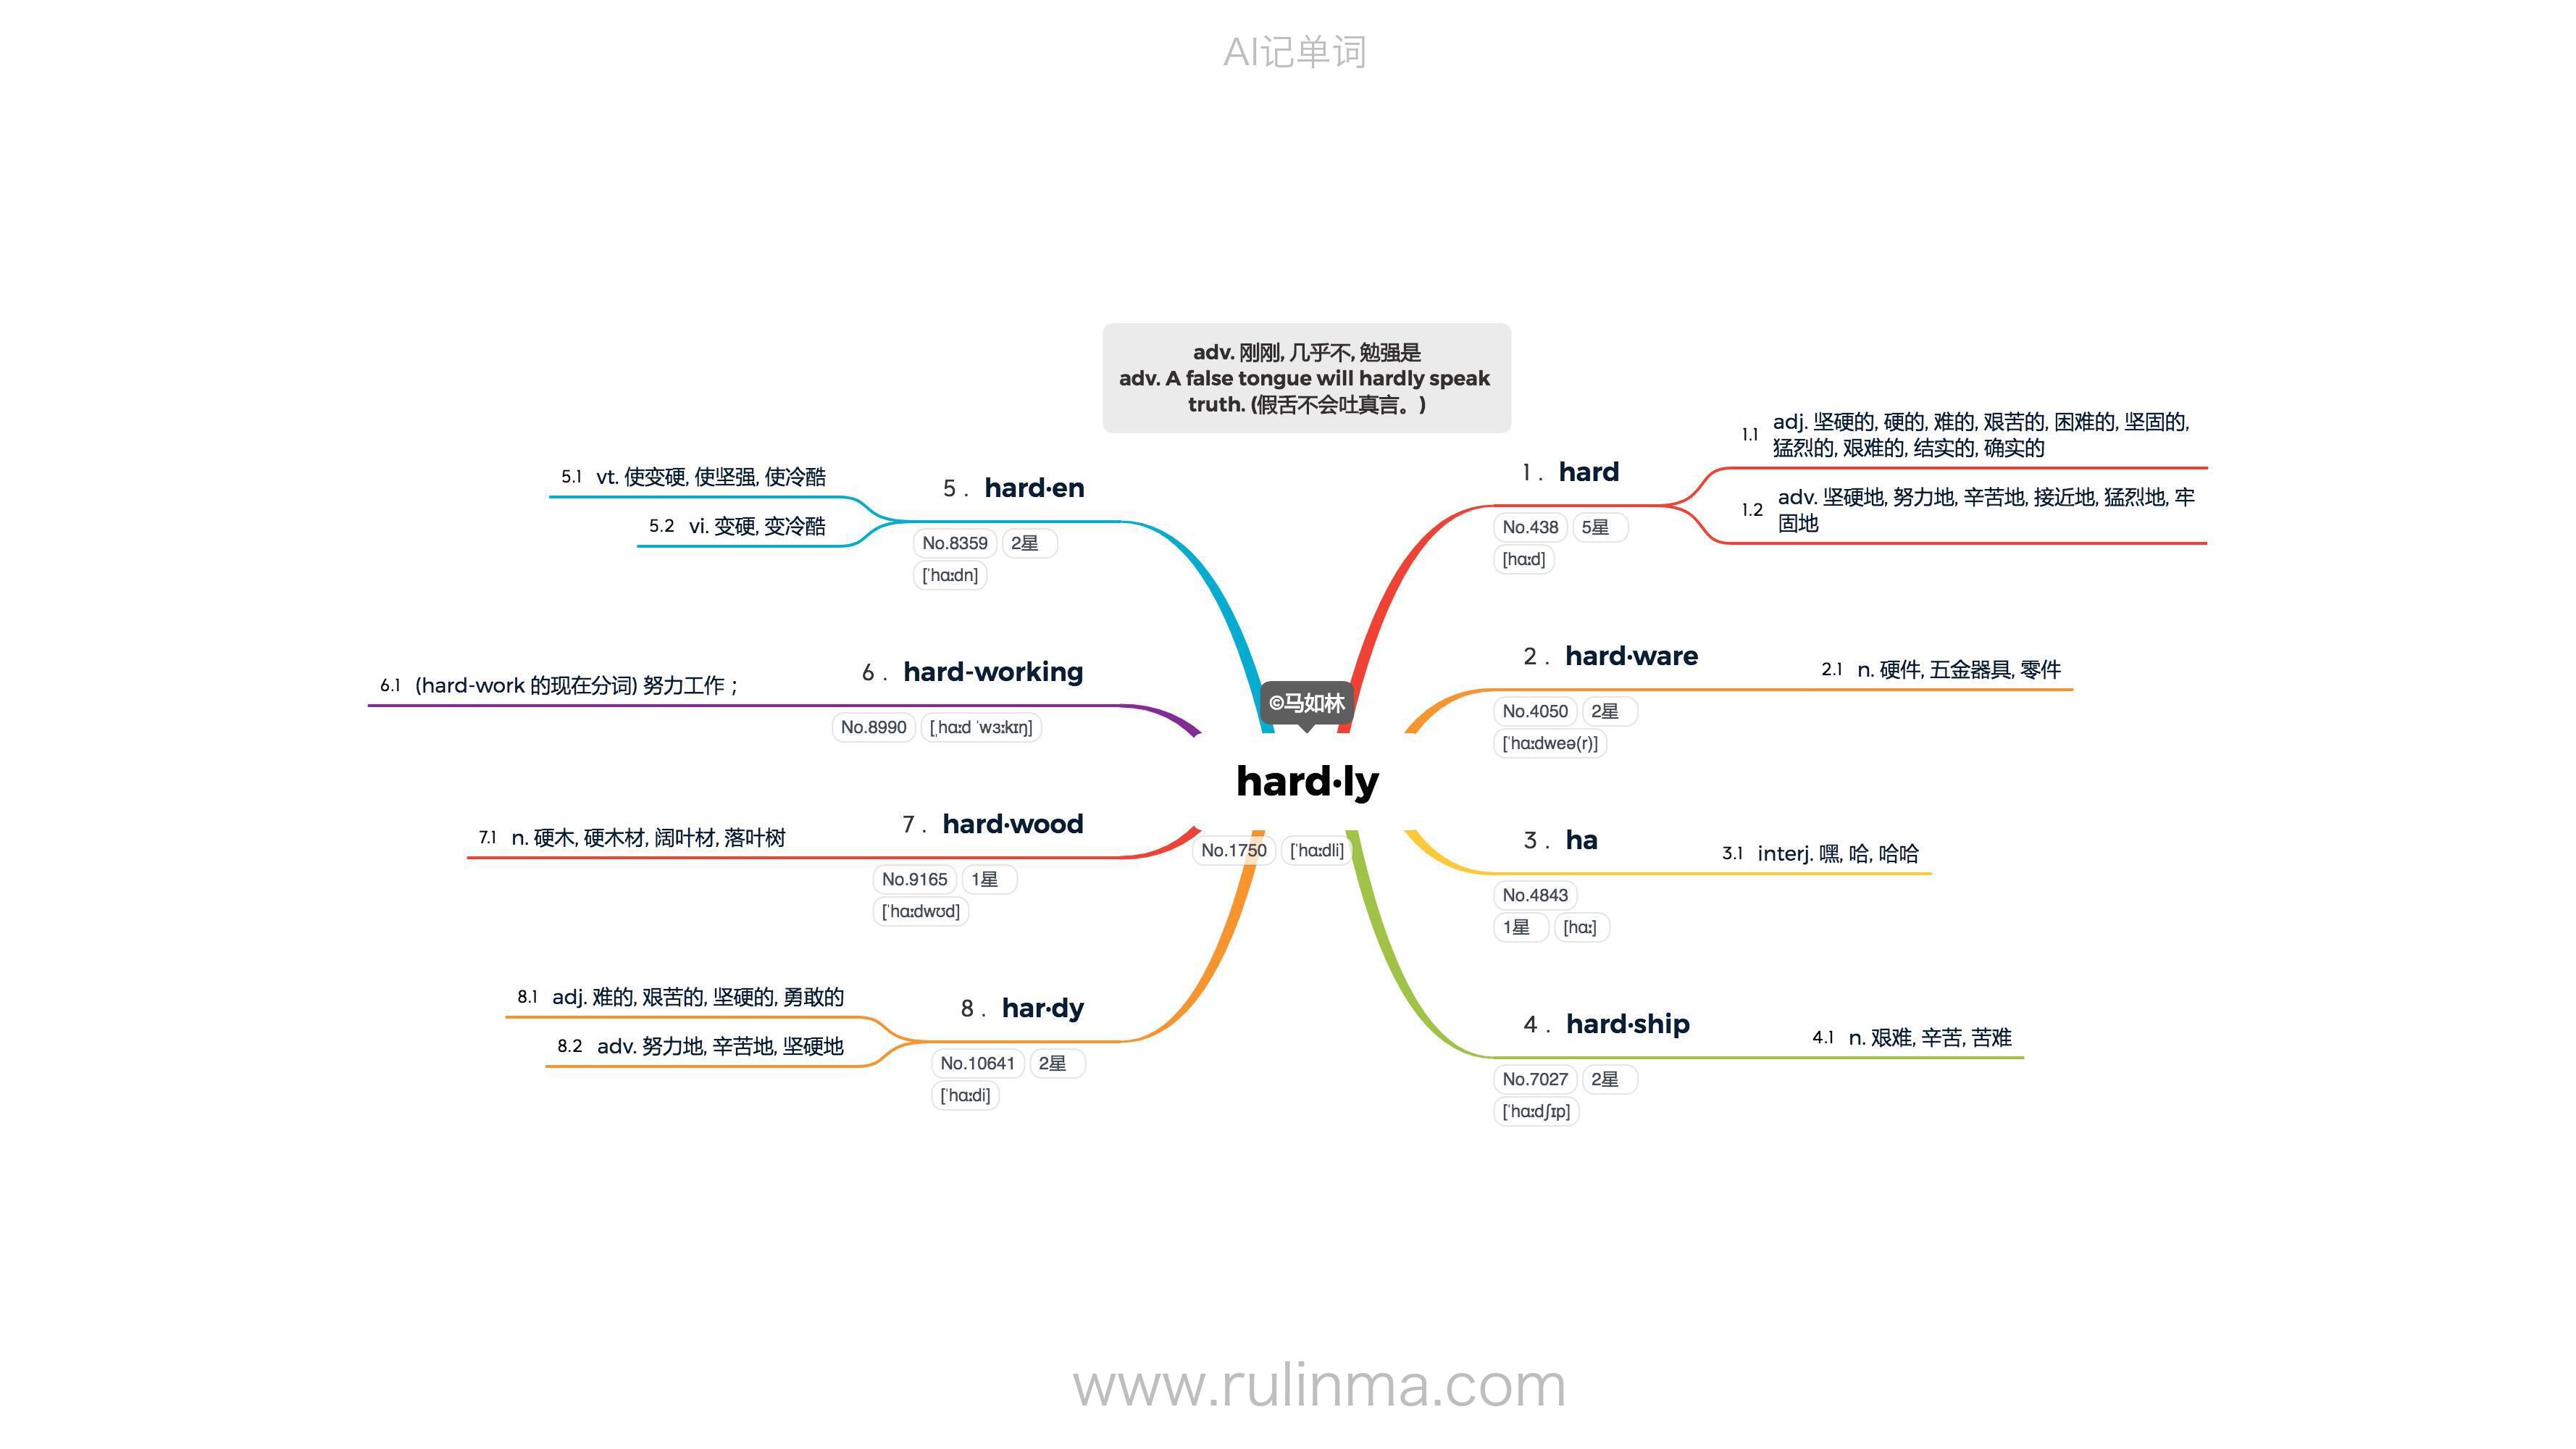 AI记单词
adv. 刚刚, 几乎不, 勉强是
adv. A false tongue will hardly speak
truth. (假舌不会吐真言。)
©马如林
hard·ly
No.1750 [ˈhɑːdli]
1. hard
No.438 5星
[hɑːd]
1.1 adj. 坚硬的, 硬的, 难的, 艰苦的, 困难的, 坚固的,
猛烈的, 艰难的, 结实的, 确实的
1.2 adv. 坚硬地, 努力地, 辛苦地, 接近地, 猛烈地, 牢
固地
2. hard·ware
No.4050 2星
[ˈhɑːdweə(r)]
2.1 n. 硬件, 五金器具, 零件
3. ha
No.4843
1星 [hɑː]
3.1 interj. 嘿, 哈, 哈哈
4. hard·ship
No.7027 2星
[ˈhɑːdʃɪp]
4.1 n. 艰难, 辛苦, 苦难
5. hard·en
No.8359 2星
[ˈhɑːdn]
5.1 vt. 使变硬, 使坚强, 使冷酷
5.2 vi. 变硬, 变冷酷
6. hard-working
No.8990 [ˌhɑːd ˈwɜːkɪŋ]
6.1 (hard-work 的现在分词) 努力工作；
7. hard·wood
No.9165 1星
[ˈhɑːdwʊd]
7.1 n. 硬木, 硬木材, 阔叶材, 落叶树
8. har·dy
No.10641 2星
[ˈhɑːdi]
8.1 adj. 难的, 艰苦的, 坚硬的, 勇敢的
8.2 adv. 努力地, 辛苦地, 坚硬地
www.rulinma.com